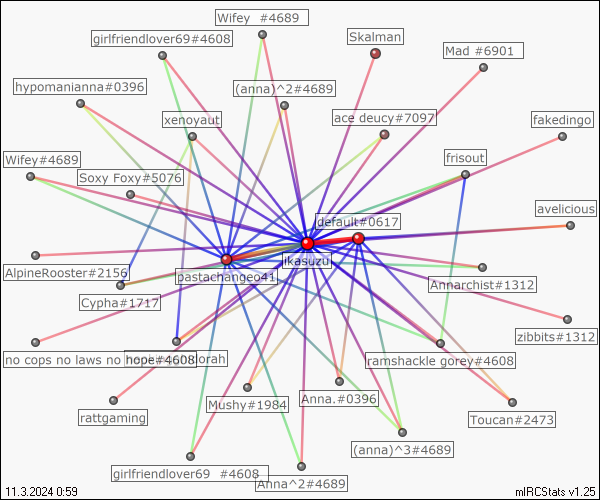 Wifey  #4689
girlfriendlover69#4608
Skalman
Mad #6901
hypomanianna#0396
(anna)^2#4689
xenoyaut
ace deucy#7097
fakedingo
Wifey#4689
frisout
Soxy Foxy#5076
avelicious
default#0617
ikasuzu
AlpineRooster#2156
pastachangeo41
Annarchist#1312
Cypha#1717
zibbits#1312
no cops no laws no
hope#4608
lorah
ramshackle gorey#4608
Mushy#1984
Anna.#0396
rattgaming
Toucan#2473
(anna)^3#4689
girlfriendlover69  #4608
Anna^2#4689
11.3.2024 0:59
mIRCStats v1.25